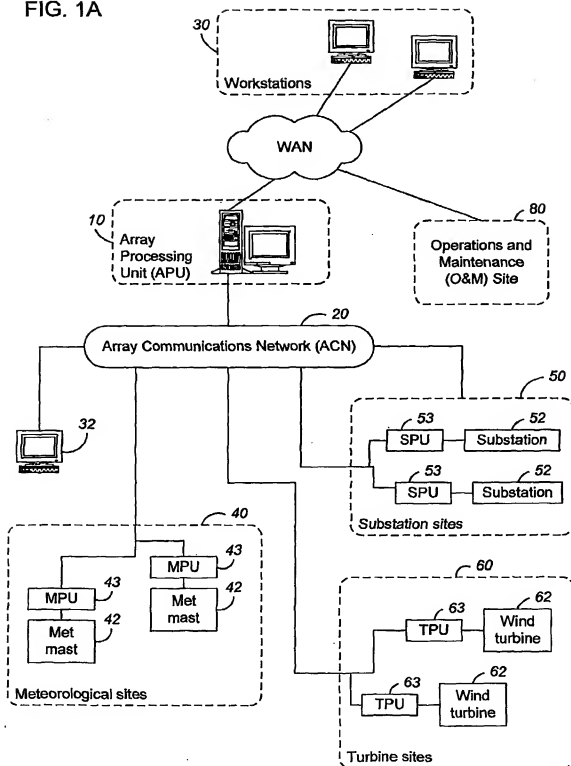 FIG. 1A
30
Workstations
WAN
10
Array
Processing
Unit (APU)
80
Operations and
Maintenance
(O&M) Site
20
Array Communications Network (ACN)
32
50
53
SPU
52
Substation
53
SPU
52
Substation
Substation sites
40
43
MPU
42
Met
mast
43
MPU
42
Met
mast
Meteorological sites
60
63
TPU
62
Wind
turbine
63
TPU
62
Wind
turbine
Turbine sites